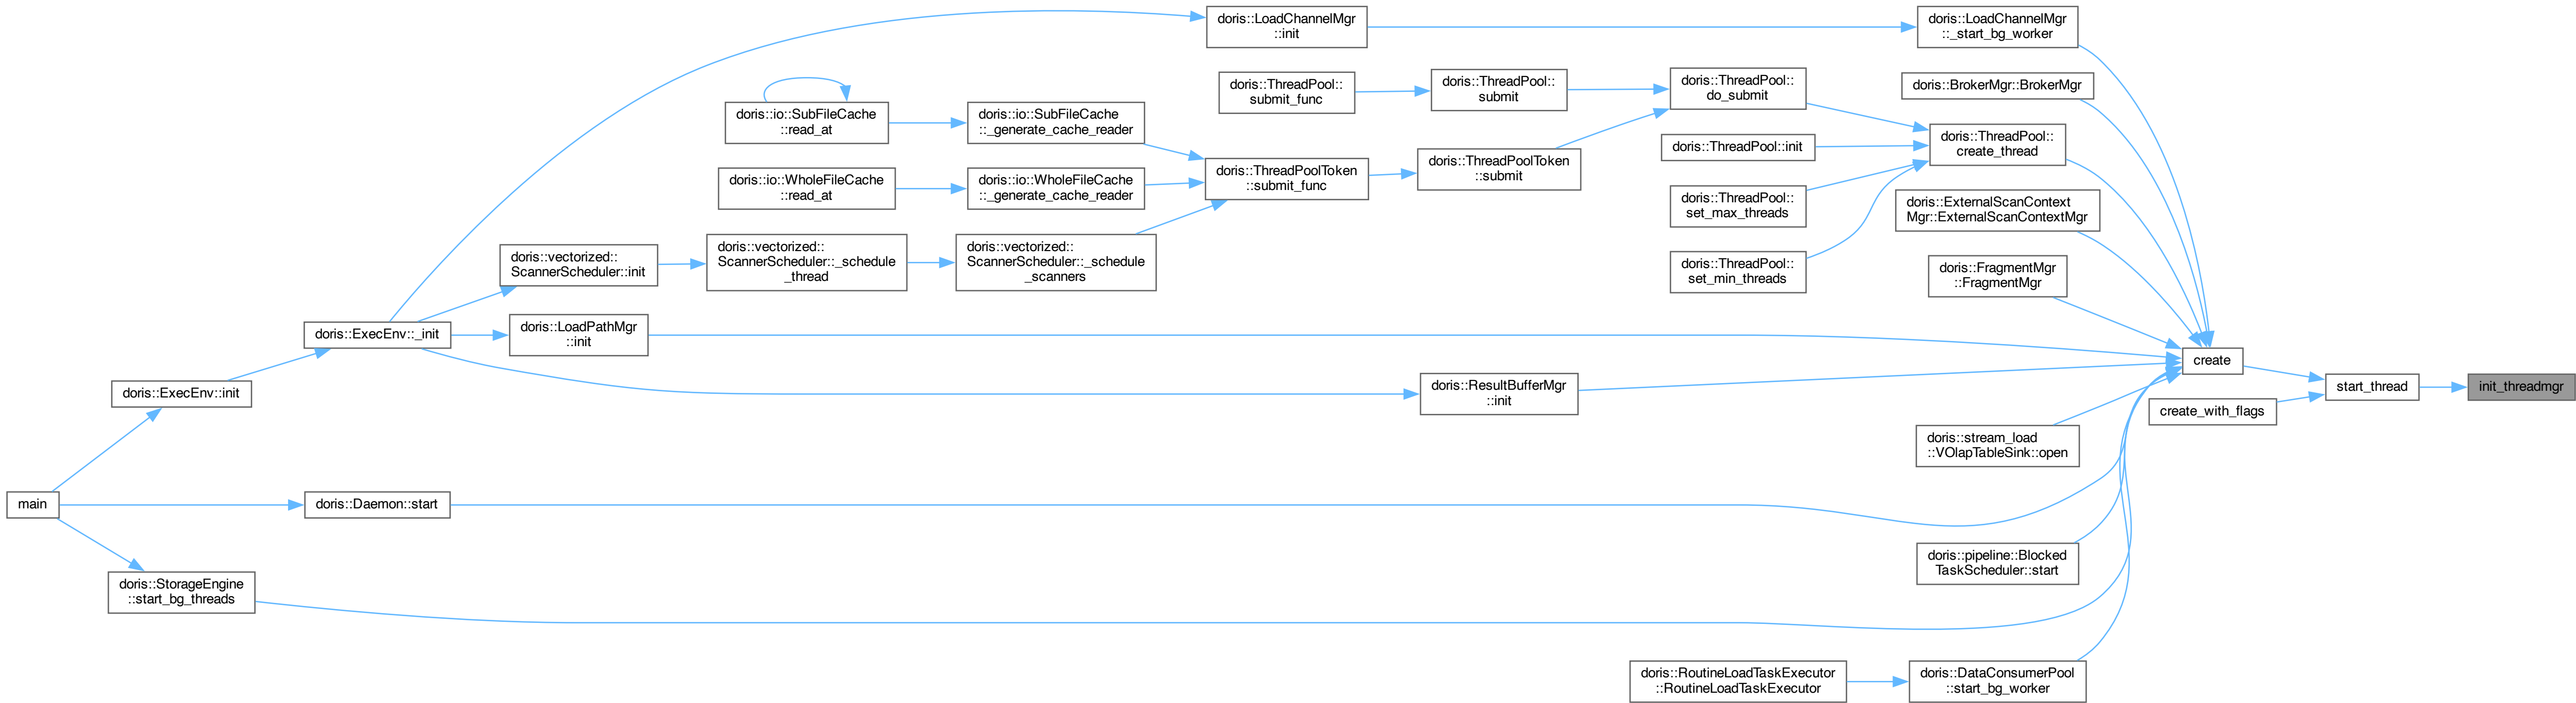 doris::LoadChannelMgr
::init
doris::LoadChannelMgr
::_start_bg_worker
doris::ThreadPool::
submit_func
doris::ThreadPool::
submit
doris::ThreadPool::
do_submit
doris::BrokerMgr::BrokerMgr
doris::io::SubFileCache
::read_at
doris::io::SubFileCache
::_generate_cache_reader
doris::ThreadPool::init
doris::ThreadPool::
create_thread
doris::io::WholeFileCache
::read_at
doris::io::WholeFileCache
::_generate_cache_reader
doris::ThreadPoolToken
::submit_func
doris::ThreadPoolToken
::submit
doris::ThreadPool::
set_max_threads
doris::ExternalScanContext
Mgr::ExternalScanContextMgr
doris::vectorized::
ScannerScheduler::init
doris::vectorized::
ScannerScheduler::_schedule
_thread
doris::vectorized::
ScannerScheduler::_schedule
_scanners
doris::ThreadPool::
set_min_threads
doris::FragmentMgr
::FragmentMgr
doris::ExecEnv::_init
doris::LoadPathMgr
::init
create
doris::ExecEnv::init
doris::ResultBufferMgr
::init
start_thread
init_threadmgr
create_with_flags
doris::stream_load
::VOlapTableSink::open
main
doris::Daemon::start
doris::pipeline::Blocked
TaskScheduler::start
doris::StorageEngine
::start_bg_threads
doris::RoutineLoadTaskExecutor
::RoutineLoadTaskExecutor
doris::DataConsumerPool
::start_bg_worker